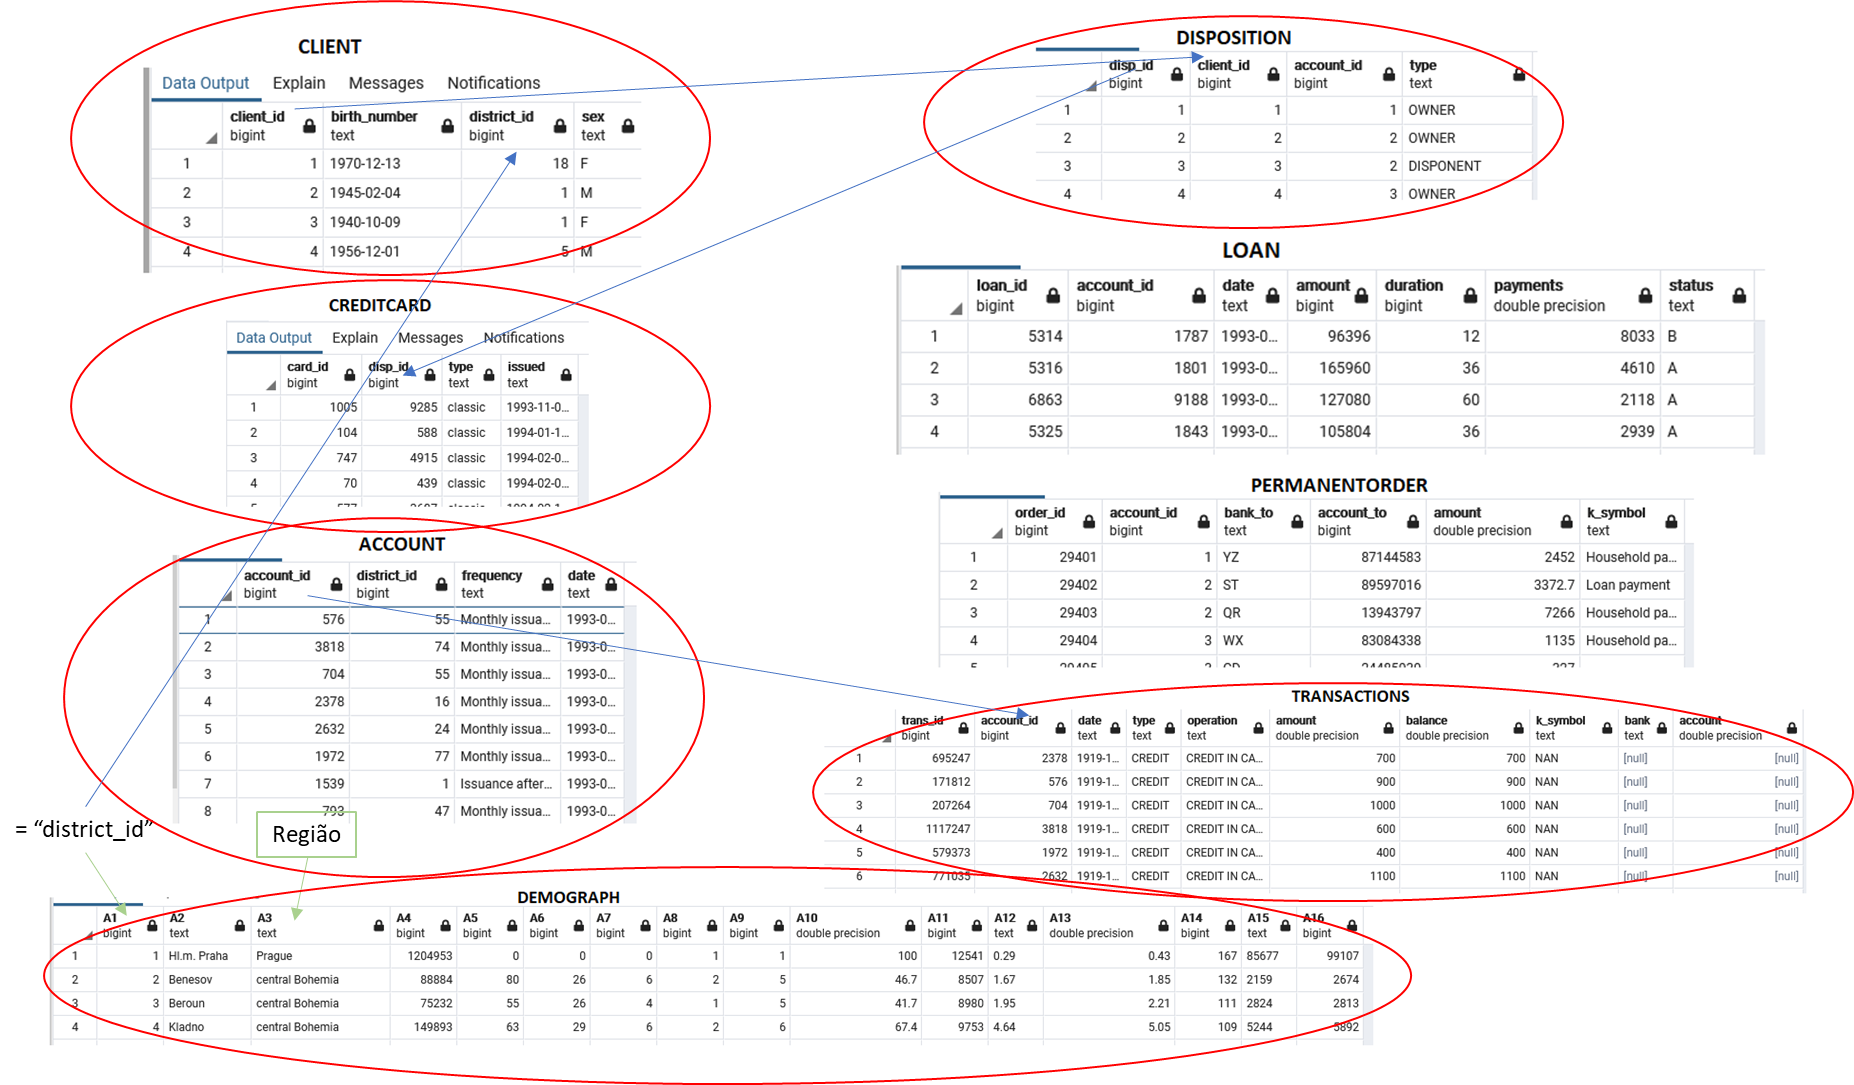 CLIENT
Data Output Explain Messages Notifications
client_id birth_number district_id sex
bigint text bigint text
1 1 1970-12-13 18 F
2 2 1945-02-04 1 M
3 3 1940-10-09 1 F
4 4 1956-12-01 5 M
DISPOSITION
disp_id client_id account_id type
bigint bigint bigint text
1 1 1 1 OWNER
2 2 2 2 OWNER
3 3 3 2 DISPONENT
4 4 4 3 OWNER
LOAN
loan_id account_id date amount duration payments status
bigint bigint text bigint bigint double precision text
1 5314 1787 1993-0... 96396 12 8033 B
2 5316 1801 1993-0... 165960 36 4610 A
3 6863 9188 1993-0... 127080 60 2118 A
4 5325 1843 1993-0... 105804 36 2939 A
CREDITCARD
Data Output Explain Messages Notifications
card_id disp_id type issued
bigint bigint text text
1 1005 9285 classic 1993-11-0...
2 104 588 classic 1994-01-1...
3 747 4915 classic 1994-02-0...
4 70 439 classic 1994-02-0...
PERMANENTORDER
order_id account_id bank_to account_to amount k_symbol
bigint bigint text bigint double precision text
1 29401 1 YZ 87144583 2452 Household pa...
2 29402 2 ST 89597016 3372.7 Loan payment
3 29403 2 QR 13943797 7266 Household pa...
4 29404 3 WX 83084338 1135 Household pa...
ACCOUNT
account_id district_id frequency date
bigint bigint text text
1 576 55 Monthly issua... 1993-0...
2 3818 74 Monthly issua... 1993-0...
3 704 55 Monthly issua... 1993-0...
4 2378 16 Monthly issua... 1993-0...
5 2632 24 Monthly issua... 1993-0...
6 1972 77 Monthly issua... 1993-0...
7 1539 1 Issuance after... 1993-0...
8 793 47 Monthly issua... 1993-0...
TRANSACTIONS
trans_id account_id date type operation amount balance k_symbol bank account
bigint bigint text text text double precision double precision text text double precision
1 695247 2378 1919-1... CREDIT CREDIT IN CA... 700 700 NAN [null] [null]
2 171812 576 1919-1... CREDIT CREDIT IN CA... 900 900 NAN [null] [null]
3 207264 704 1919-1... CREDIT CREDIT IN CA... 1000 1000 NAN [null] [null]
4 1117247 3818 1919-1... CREDIT CREDIT IN CA... 600 600 NAN [null] [null]
5 579373 1972 1919-1... CREDIT CREDIT IN CA... 400 400 NAN [null] [null]
6 771035 2632 1919-1... CREDIT CREDIT IN CA... 1100 1100 NAN [null] [null]
= “district_id”
Região
DEMOGRAPH
A1 A2 A3 A4 A5 A6 A7 A8 A9 A10 A11 A12 A13 A14 A15 A16
bigint text text bigint bigint bigint bigint bigint bigint double precision bigint text double precision bigint text bigint
1 1 Hl.m. Praha Prague 1204953 0 0 0 1 1 100 12541 0.29 0.43 167 85677 99107
2 2 Benesov central Bohemia 88884 80 26 6 2 5 46.7 8507 1.67 1.85 132 2159 2674
3 3 Beroun central Bohemia 75232 55 26 4 1 5 41.7 8980 1.95 2.21 111 2824 2813
4 4 Kladno central Bohemia 149893 63 29 6 2 6 67.4 9753 4.64 5.05 109 5244 5892